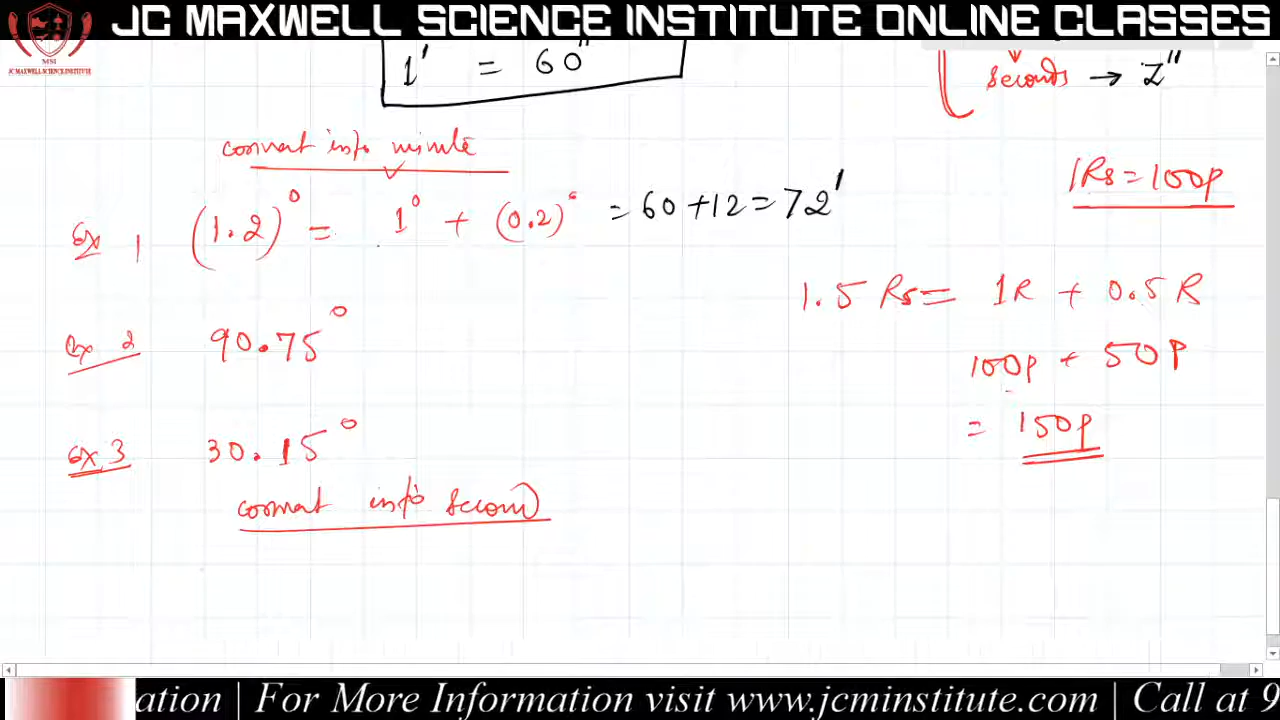 JC MAXWELL SCIENCE INSTITUTE ONLINE CLASSES
MSI
JC MAXWELL SCIENCE INSTITUTE
1' = 60"
Seconds → Z"
convert into minute
1Rs = 100p
Ex 1 (1.2)° = 1° + (0.2)° = 60 + 12 = 72'
1.5 Rs = 1R + 0.5 R
Ex 2 90.75°
100p + 50p
= 150p
Ex 3 30.15°
convert into second
ation | For More Information visit www.jcminstitute.com | Call at 9